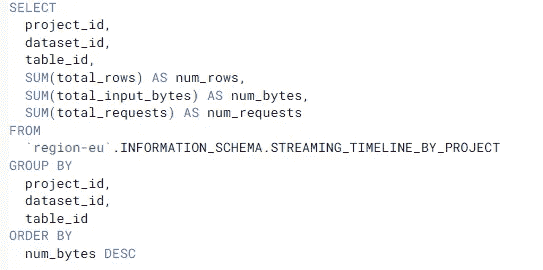 SELECT
  project_id,
  dataset_id,
  table_id,
  SUM(total_rows) AS num_rows,
  SUM(total_input_bytes) AS num_bytes,
  SUM(total_requests) AS num_requests
FROM
  `region-eu`.INFORMATION_SCHEMA.STREAMING_TIMELINE_BY_PROJECT
GROUP BY
  project_id,
  dataset_id,
  table_id
ORDER BY
  num_bytes DESC